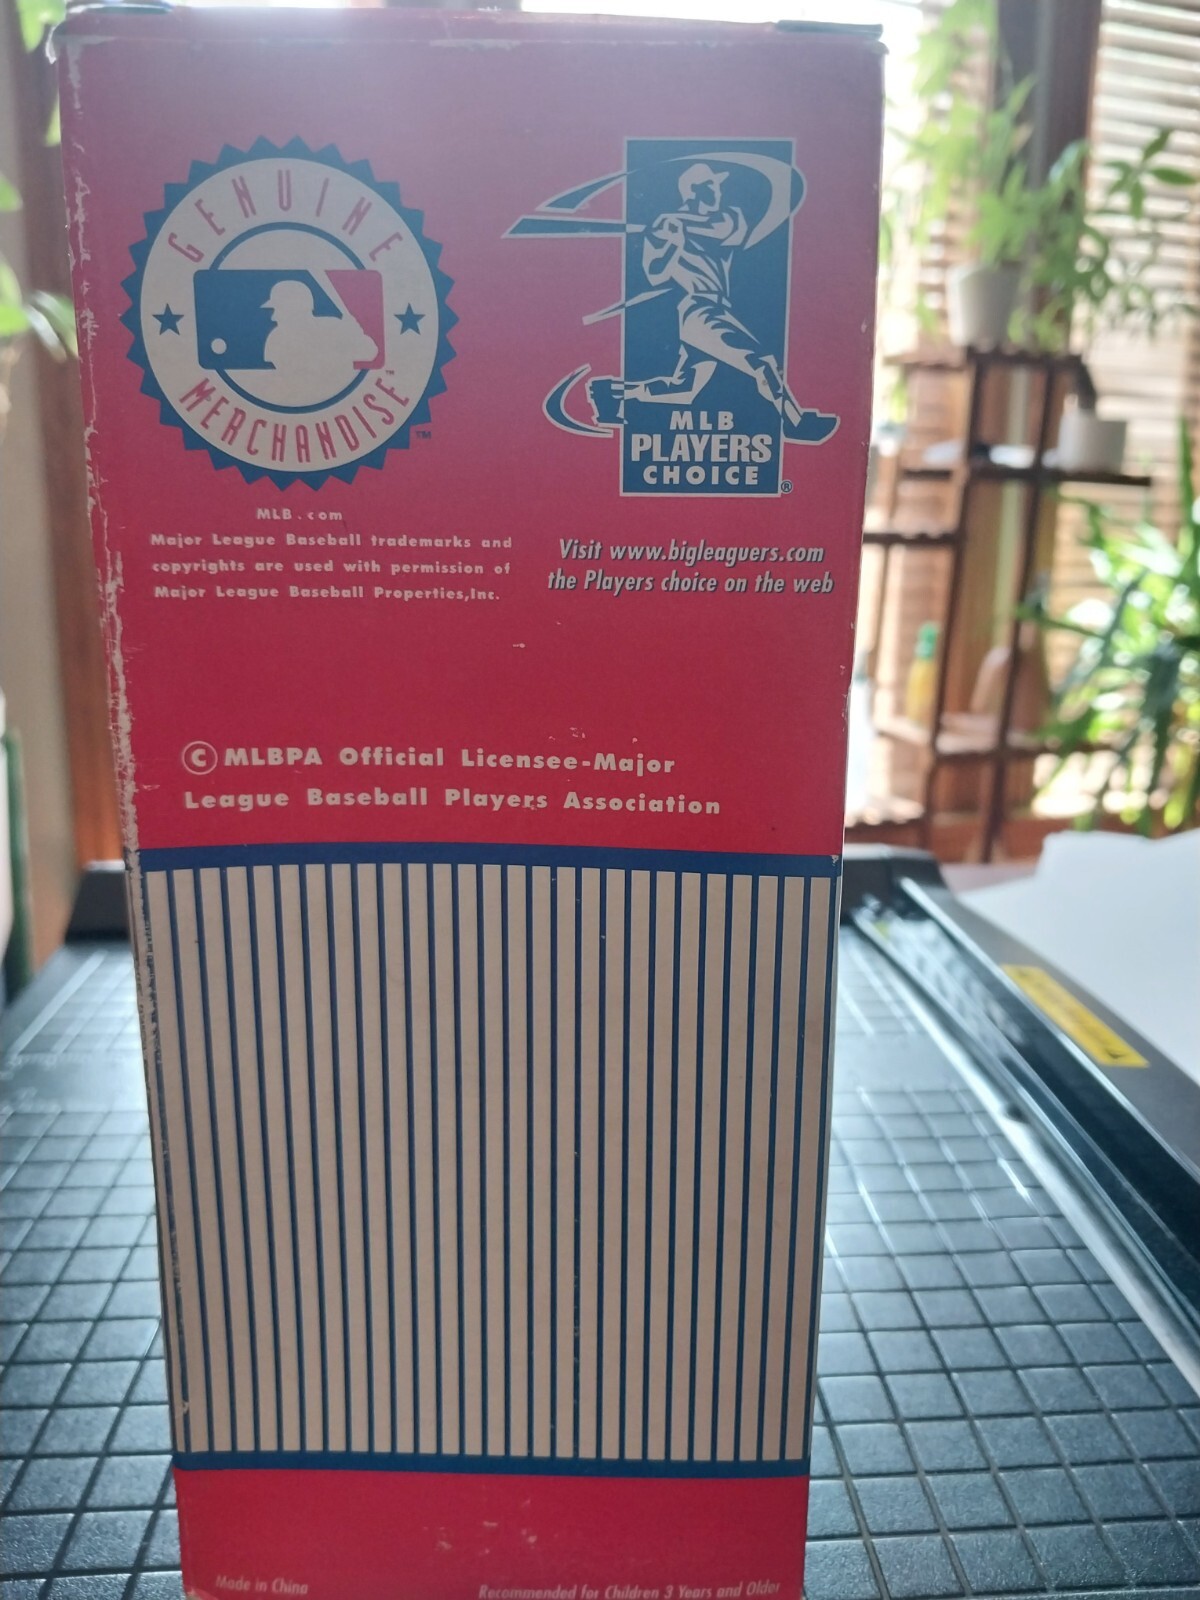 GENUINE
MERCHANDISE™
MLB
PLAYERS
CHOICE®
MLB.com
Major League Baseball trademarks and
copyrights are used with permission of
Major League Baseball Properties,Inc.
Visit www.bigleaguers.com
the Players choice on the web
©MLBPA Official Licensee-Major
League Baseball Players Association
Made in China
Recommended for Children 3 Years and Older